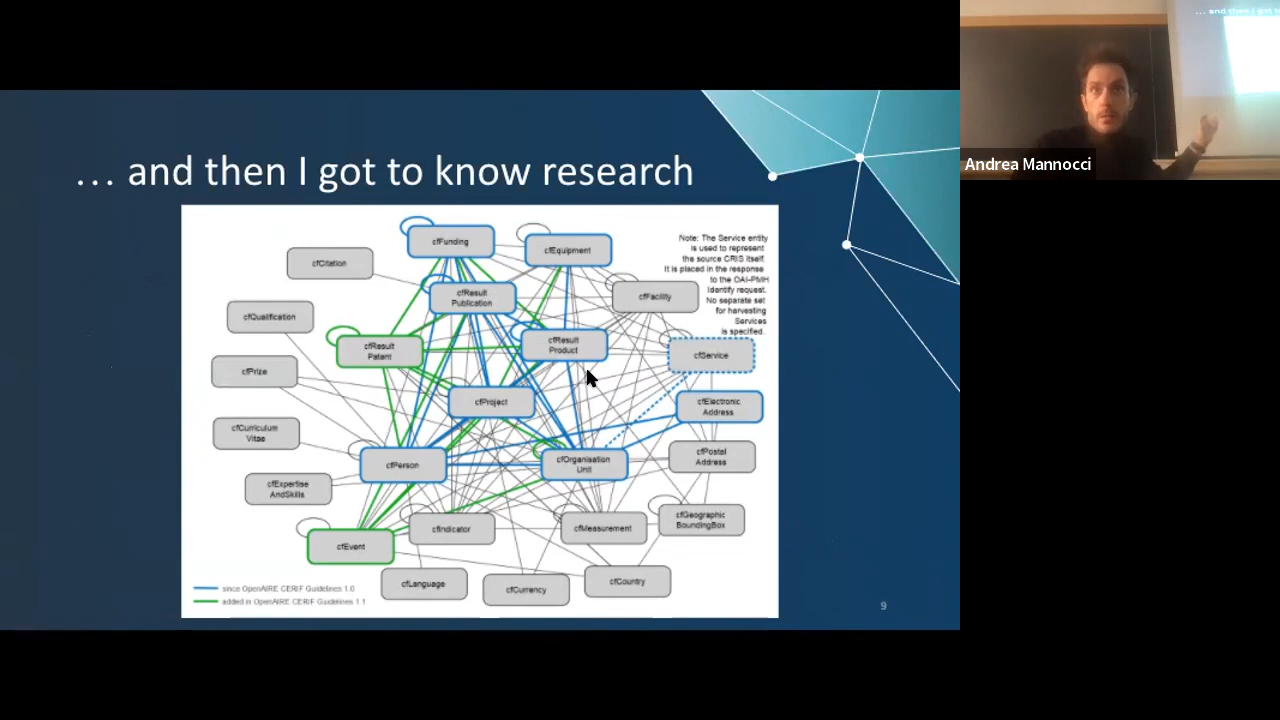 … and then I got to know research
cfFunding
cfEquipment
cfCitation
cfResult
Publication
cfFacility
Note: The Service entity
is used to represent
the source CRIS itself.
It is placed in the response
to the OAI-PMH
Identify request.
No separate set
for harvesting
Services
is specified.
cfQualification
cfResult
Patent
cfResult
Product
cfService
cfPrize
cfProject
cfElectronic
Address
cfCurriculum
Vitae
cfPerson
cfOrganisation
Unit
cfPostal
Address
cfExpertise
AndSkills
cfIndicator
cfMeasurement
cfGeographic
BoundingBox
cfEvent
cfLanguage
cfCurrency
cfCountry
since OpenAIRE CERIF Guidelines 1.0
added in OpenAIRE CERIF Guidelines 1.1
9
Andrea Mannocci